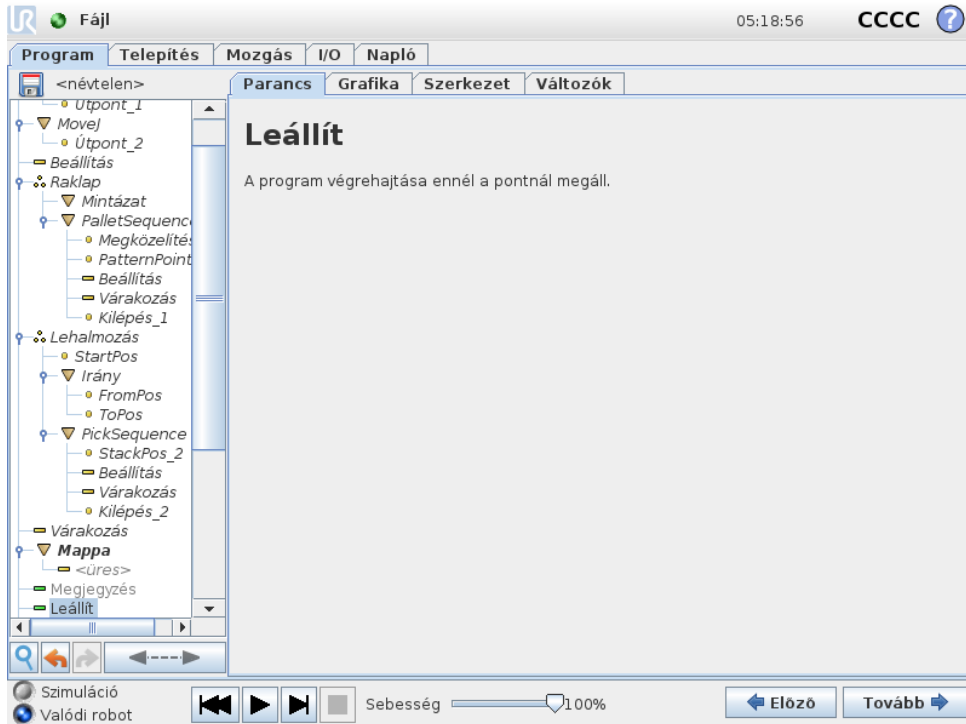 UR Fájl 05:18:56 CCCC ?
Program Telepítés Mozgás I/O Napló
<névtelen>
Parancs Grafika Szerkezet Változók
Útpont_1
MoveJ
Útpont_2
Beállítás
Raklap
Mintázat
PalletSequenc
Megközelítés
PatternPoint
Beállítás
Várakozás
Kilépés_1
Lehalmozás
StartPos
Irány
FromPos
ToPos
PickSequence
StackPos_2
Beállítás
Várakozás
Kilépés_2
Várakozás
Mappa
<üres>
Megjegyzés
Leállít
Leállít
A program végrehajtása ennél a pontnál megáll.
Szimuláció
Valódi robot
Sebesség 100%
Előző Tovább